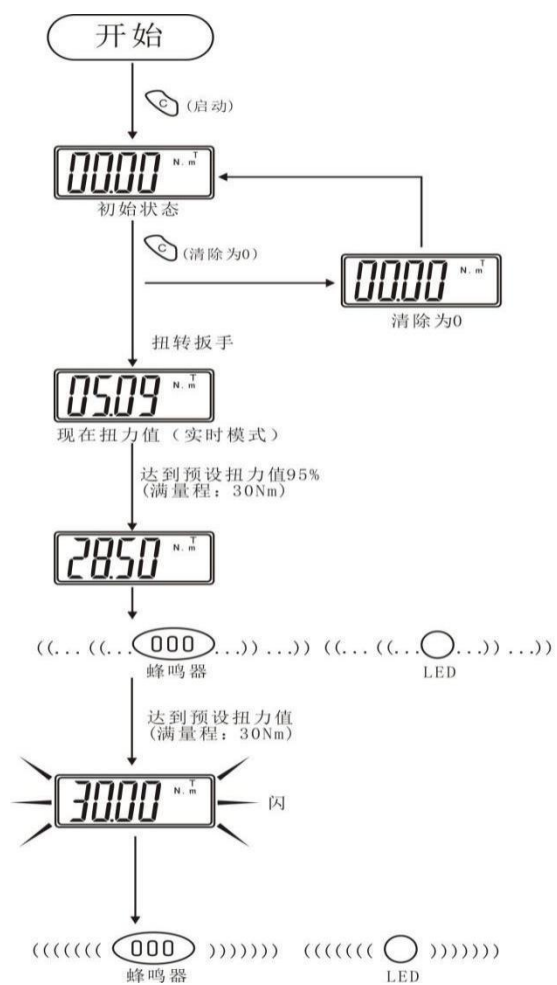 开始
C (启动)
00.00 N.m T
初始状态
C (清除为0)
00.00 N.m T
清除为0
扭转扳手
05.09 N.m T
现在扭力值（实时模式）
达到预设扭力值95%
(满量程：30Nm)
28.50 N.m T
((... ((... 000 ...)) ...)) ((... ((... ...)) ...))
蜂鸣器 LED
达到预设扭力值
(满量程：30Nm)
30.00 N.m T 闪
((((((( 000 ))))))) ((((((( )))))))
蜂鸣器 LED